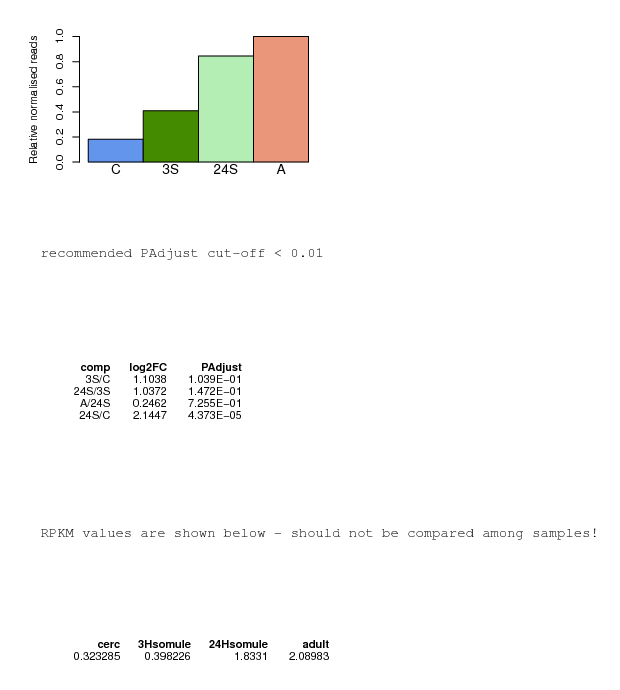 Relative normalised reads
1.0
0.8
0.6
0.4
0.2
0.0
C 3S 24S A
recommended PAdjust cut-off < 0.01
comp log2FC PAdjust
3S/C 1.1038 1.039E-01
24S/3S 1.0372 1.472E-01
A/24S 0.2462 7.255E-01
24S/C 2.1447 4.373E-05
RPKM values are shown below - should not be compared among samples!
cerc 3Hsomule 24Hsomule adult
0.323285 0.398226 1.8331 2.08983